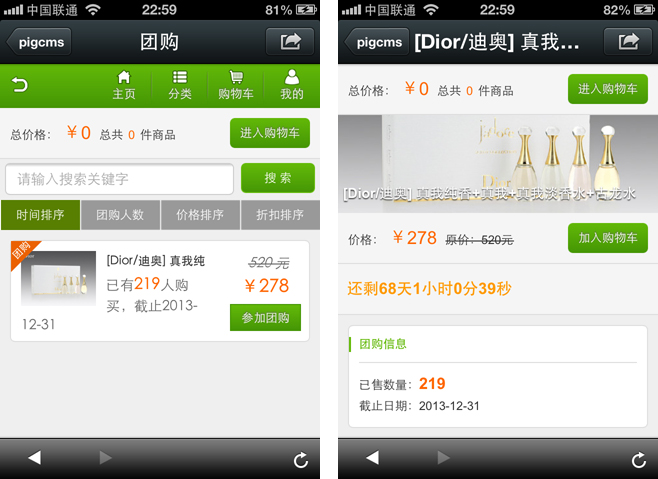 中国联通 22:59 81%
pigcms 团购
主页 分类 购物车 我的
总价格： ￥0 总共 0 件商品 进入购物车
请输入搜索关键字 搜 索
时间排序 团购人数 价格排序 折扣排序
团购
[Dior/迪奥] 真我纯 520 元
已有219人购 ￥278
买，截止2013- 参加团购
12-31
中国联通 22:59 82%
pigcms [Dior/迪奥] 真我...
总价格： ￥0 总共 0 件商品 进入购物车
j'adore
Dior
[Dior/迪奥] 真我纯香+真我+真我淡香水+古龙水
价格： ￥278 原价：520元 加入购物车
还剩68天1小时0分39秒
团购信息
已售数量：219
截止日期：2013-12-31